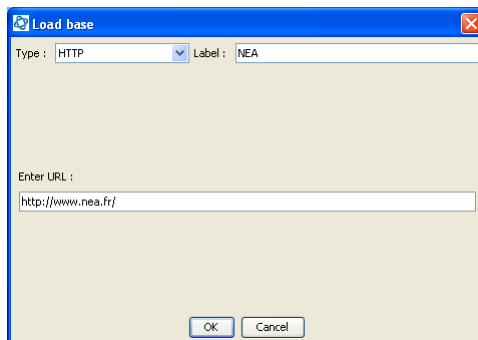 Load base
Type : HTTP Label : NEA
Enter URL :
http://www.nea.fr/
OK Cancel